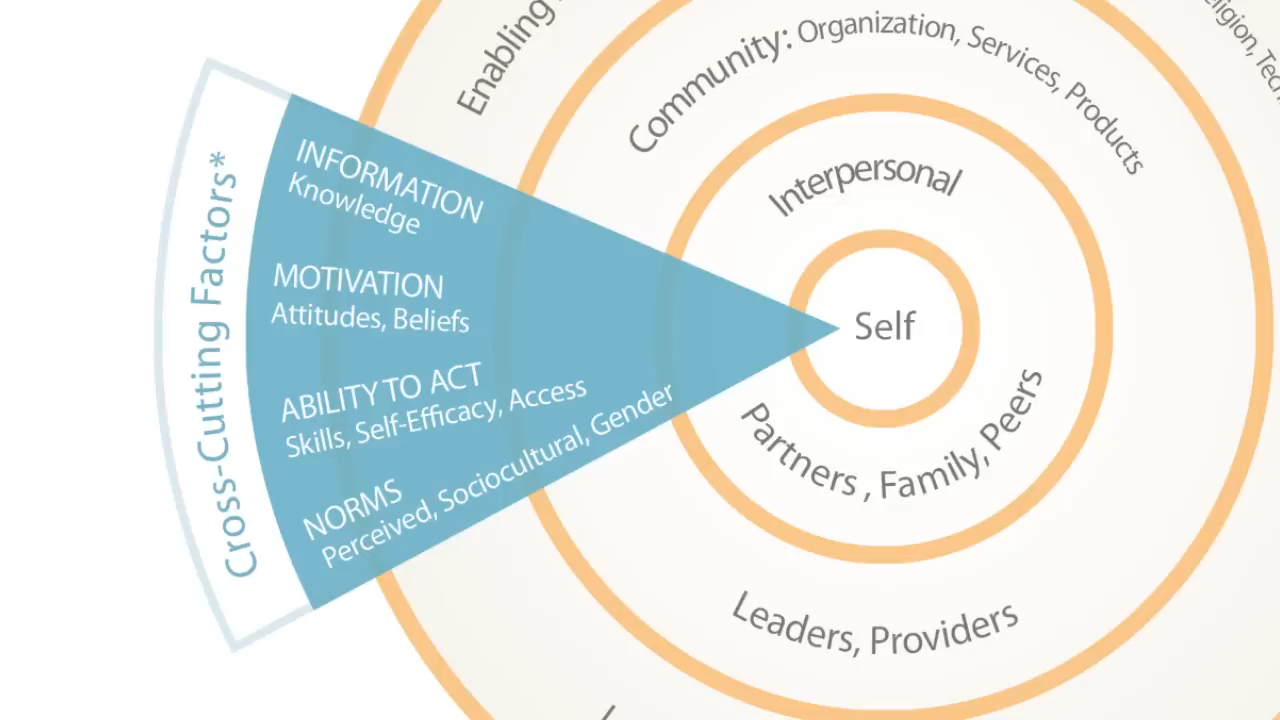 Enabling
Community: Organization, Services, Products
Interpersonal
Self
Partners , Family, Peers
Leaders, Providers
Cross-Cutting Factors*
INFORMATION
Knowledge
MOTIVATION
Attitudes, Beliefs
ABILITY TO ACT
Skills, Self-Efficacy, Access
NORMS
Perceived, Sociocultural, Gender